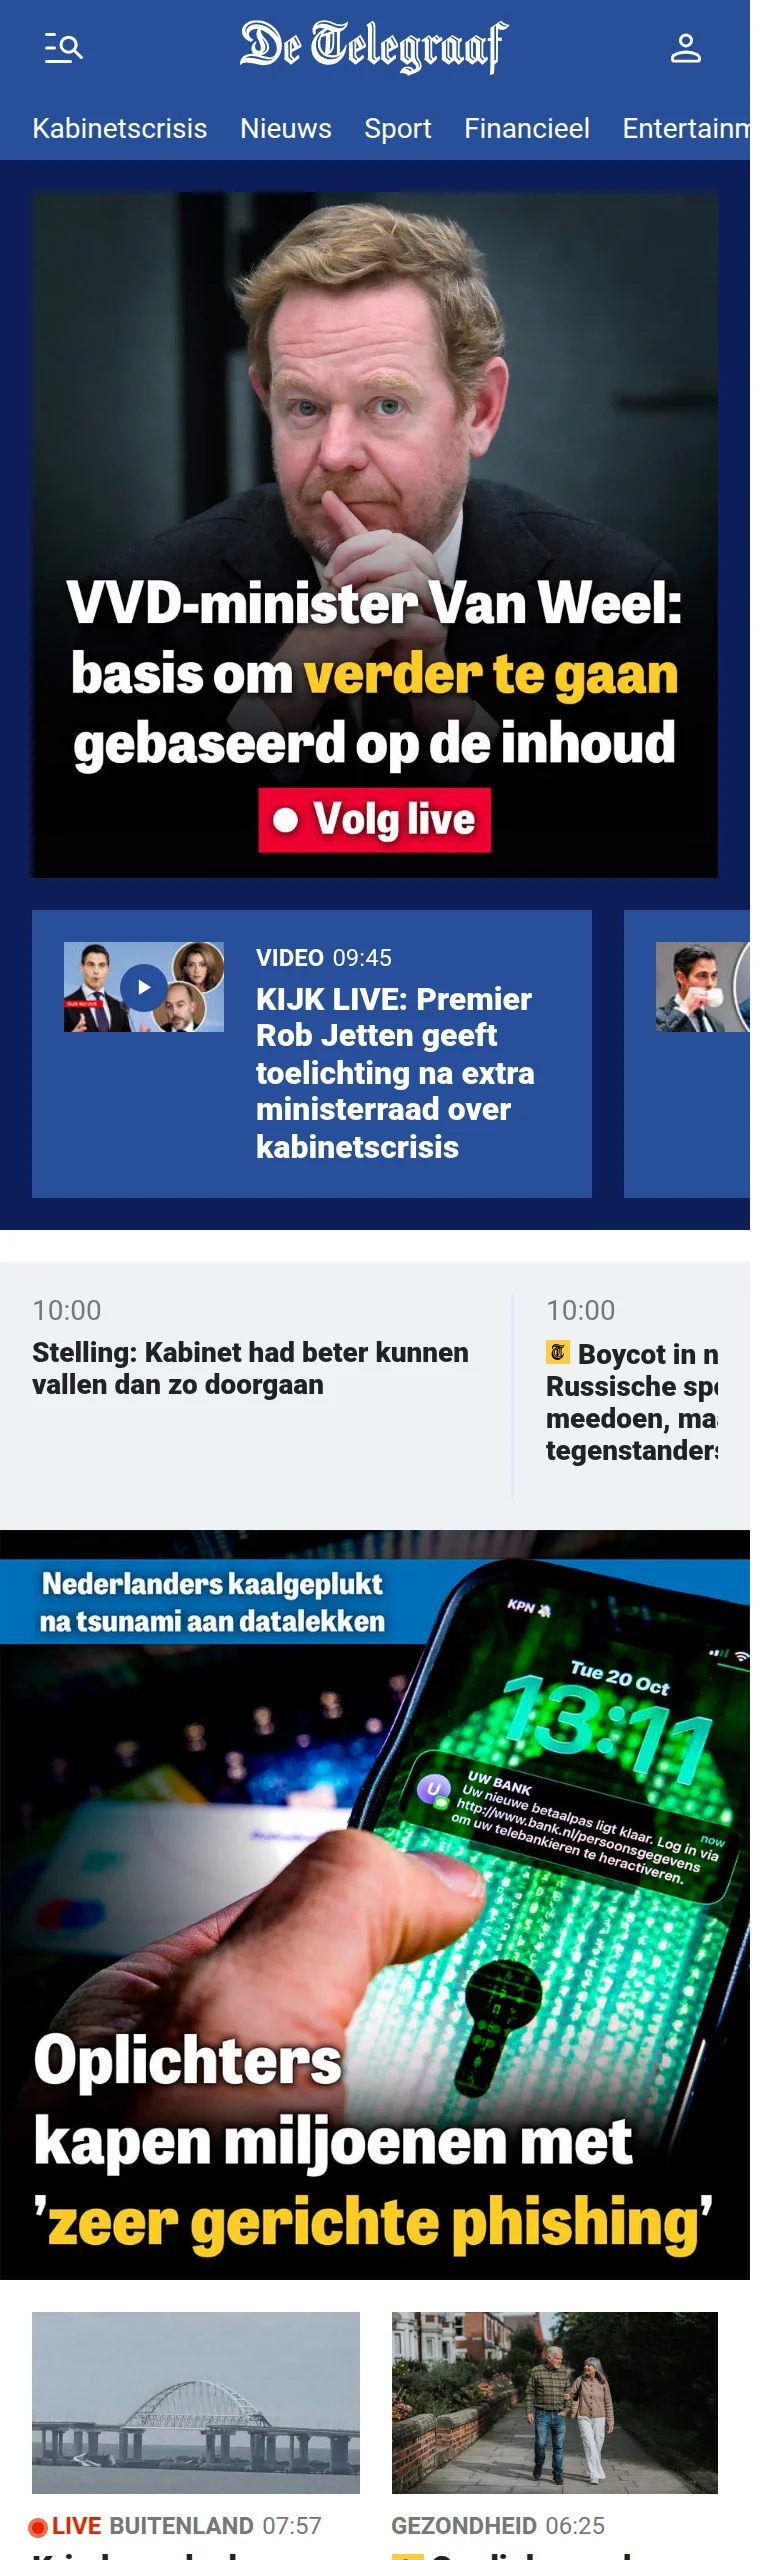 De Telegraaf
Kabinetscrisis Nieuws Sport Financieel Entertainm
VVD-minister Van Weel:
basis om verder te gaan
gebaseerd op de inhoud
Volg live
VIDEO 09:45
KIJK LIVE: Premier
Rob Jetten geeft
toelichting na extra
ministerraad over
kabinetscrisis
10:00
Stelling: Kabinet had beter kunnen
vallen dan zo doorgaan
10:00
Boycot in n
Russische spo
meedoen, maa
tegenstanders
Nederlanders kaalgeplukt
na tsunami aan datalekken
KPN
Tue 20 Oct
13:11
UW BANK
now
Uw nieuwe betaalpas ligt klaar. Log in via
http://www.bank.nl/persoonsgegevens
om uw telebankieren te heractiveren.
Oplichters
kapen miljoenen met
’zeer gerichte phishing’
LIVE BUITENLAND 07:57
GEZONDHEID 06:25